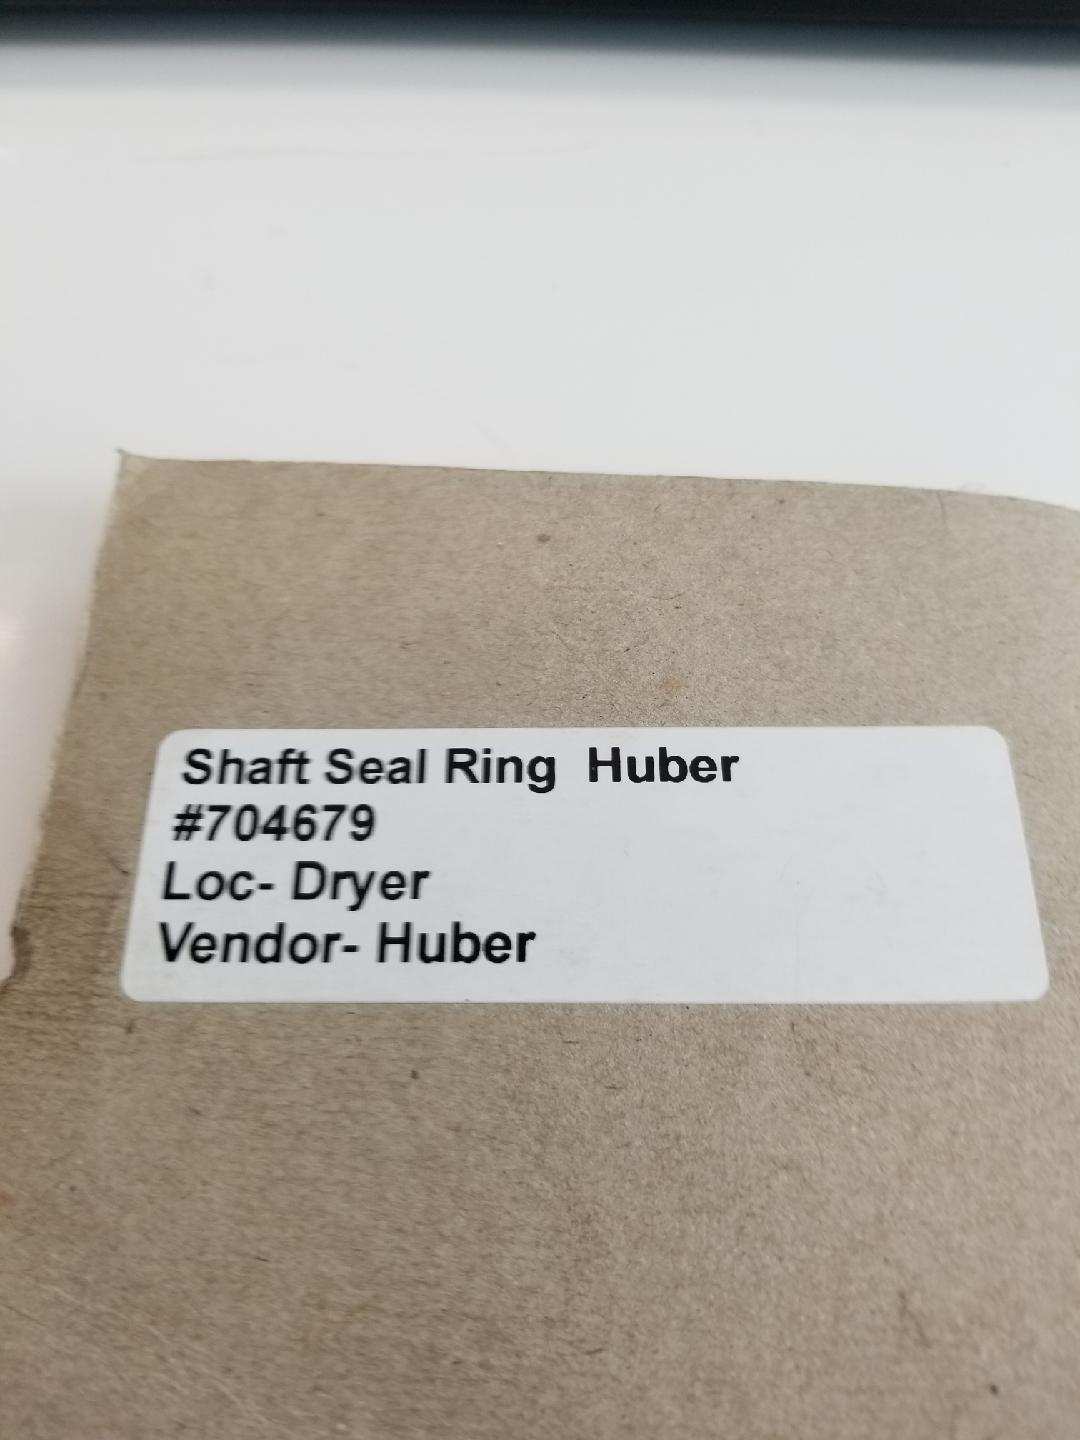 Shaft Seal Ring  Huber
#704679
Loc- Dryer
Vendor- Huber